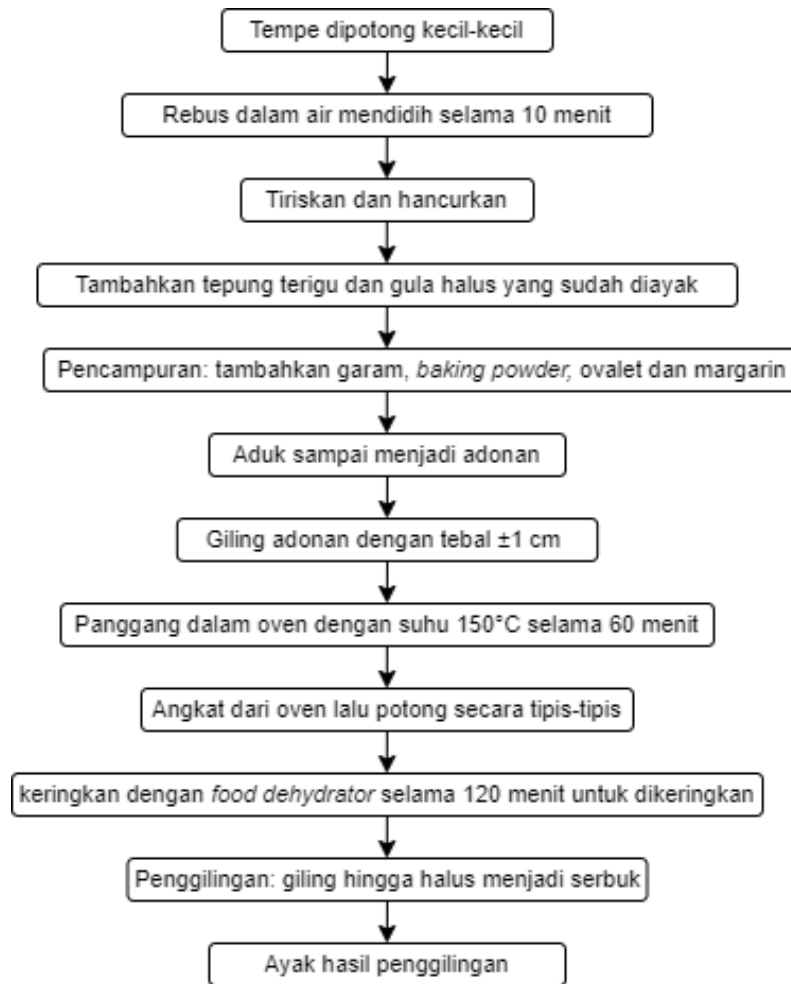 Tempe dipotong kecil-kecil
Rebus dalam air mendidih selama 10 menit
Tiriskan dan hancurkan
Tambahkan tepung terigu dan gula halus yang sudah diayak
Pencampuran: tambahkan garam, baking powder, ovalet dan margarin
Aduk sampai menjadi adonan
Giling adonan dengan tebal ±1 cm
Panggang dalam oven dengan suhu 150°C selama 60 menit
Angkat dari oven lalu potong secara tipis-tipis
keringkan dengan food dehydrator selama 120 menit untuk dikeringkan
Penggilingan: giling hingga halus menjadi serbuk
Ayak hasil penggilingan